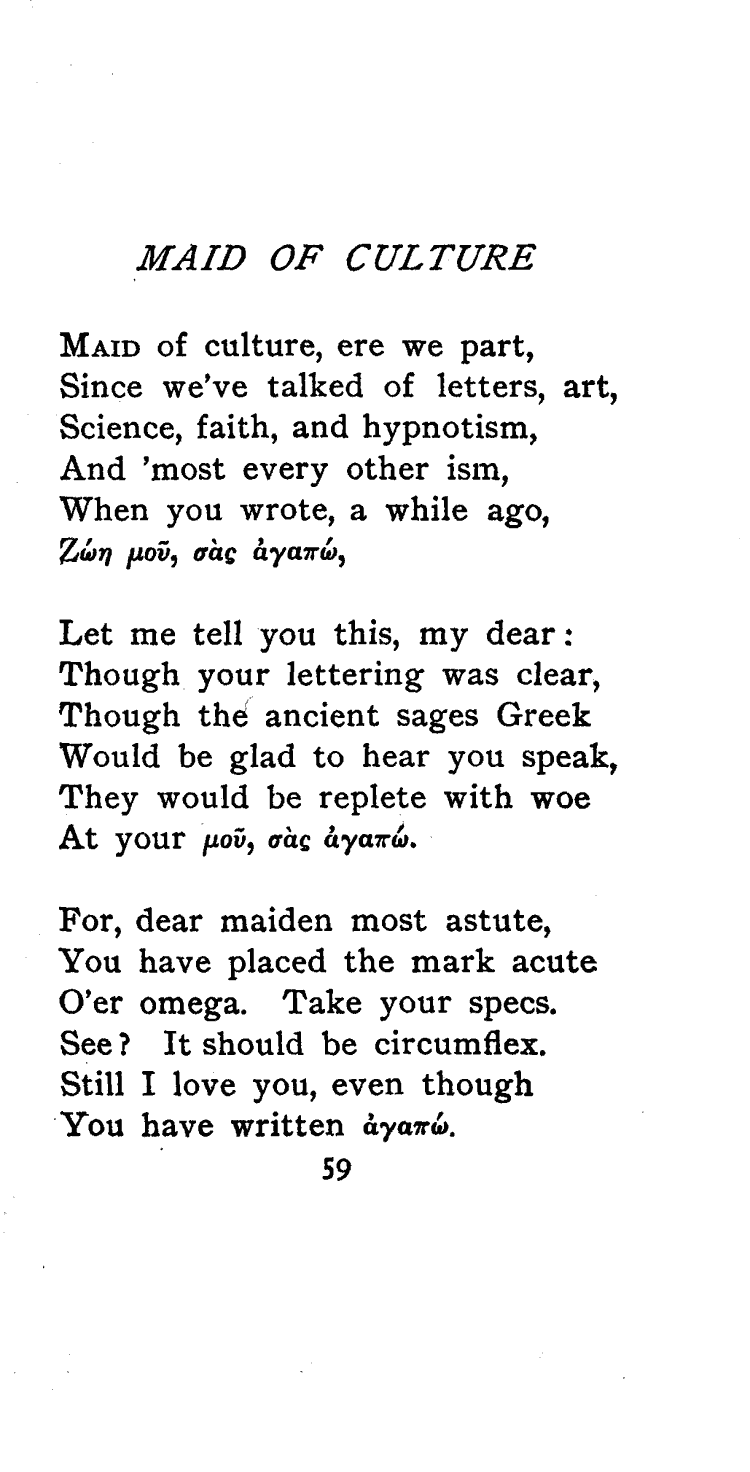 MAID OF CULTURE
MAID of culture, ere we part,
Since we've talked of letters, art,
Science, faith, and hypnotism,
And 'most every other ism,
When you wrote, a while ago,
Ζώη μοῦ, σὰς ἀγαπώ,
Let me tell you this, my dear:
Though your lettering was clear,
Though the ancient sages Greek
Would be glad to hear you speak,
They would be replete with woe
At your μοῦ, σὰς ἀγαπώ.
For, dear maiden most astute,
You have placed the mark acute
O'er omega. Take your specs.
See? It should be circumflex.
Still I love you, even though
You have written ἀγαπώ.
59